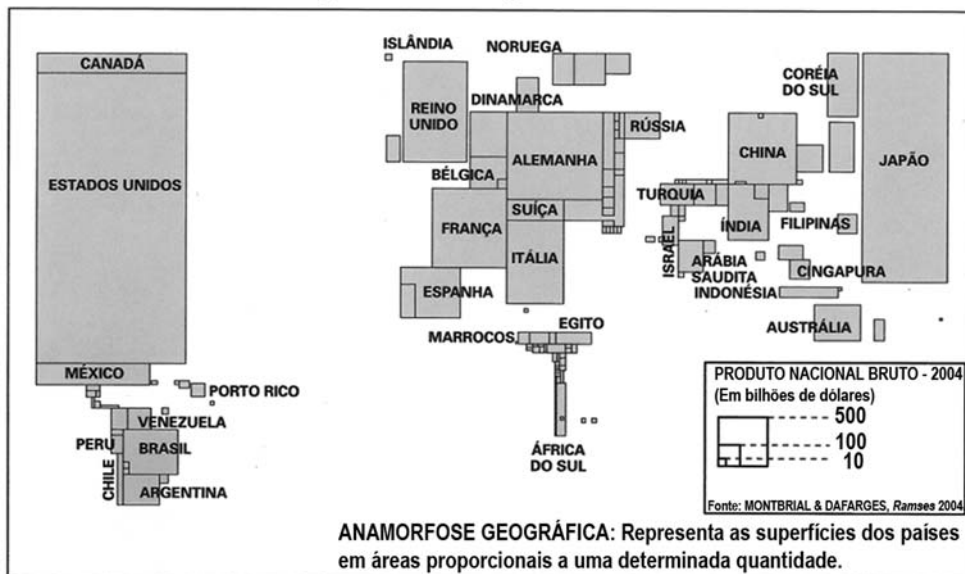 CANADÁ
ESTADOS UNIDOS
MÉXICO
PORTO RICO
VENEZUELA
PERU
BRASIL
CHILE
ARGENTINA
ISLÂNDIA
NORUEGA
REINO
UNIDO
DINAMARCA
RÚSSIA
ALEMANHA
BÉLGICA
SUÍÇA
FRANÇA
ITÁLIA
ESPANHA
MARROCOS
EGITO
ÁFRICA
DO SUL
CORÉIA
DO SUL
CHINA
JAPÃO
TURQUIA
ÍNDIA
FILIPINAS
ISRAEL
ARÁBIA
SAUDITA
CINGAPURA
INDONÉSIA
AUSTRÁLIA
PRODUTO NACIONAL BRUTO - 2004
(Em bilhões de dólares)
500
100
10
Fonte: MONTBRIAL & DAFARGES, Ramses 2004
ANAMORFOSE GEOGRÁFICA: Representa as superfícies dos países
em áreas proporcionais a uma determinada quantidade.